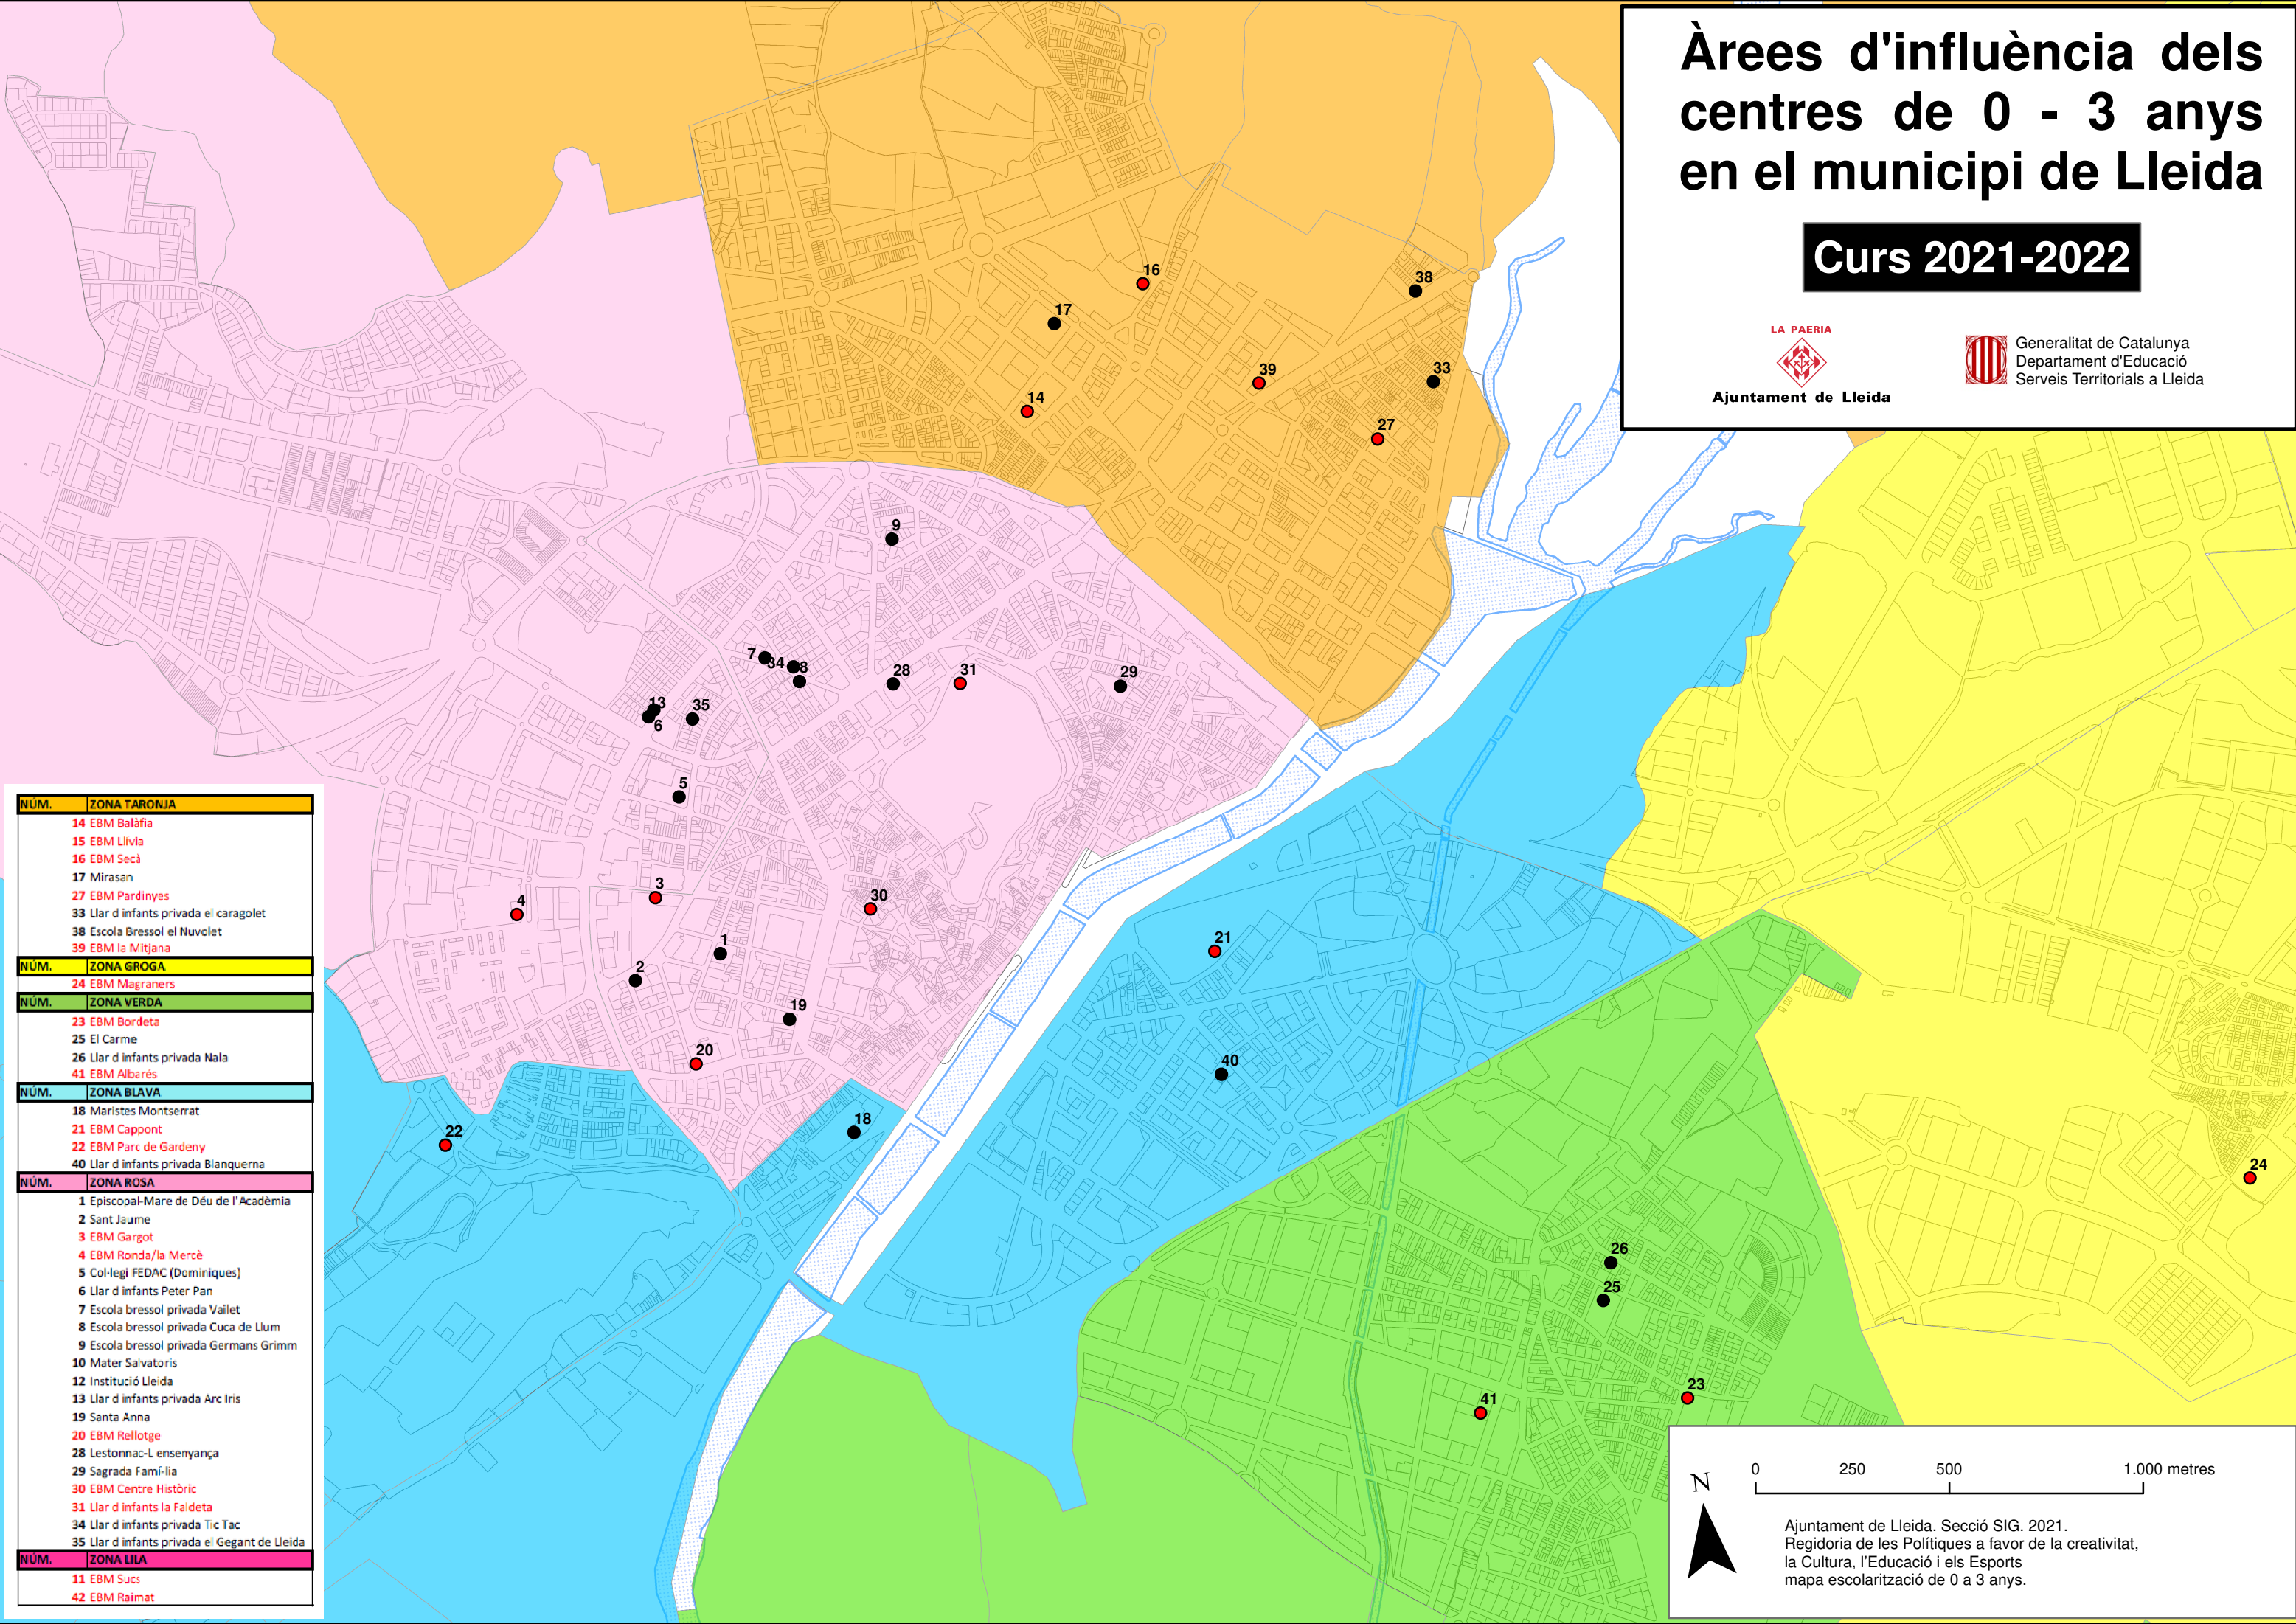 Àrees d'influència dels
centres de 0 - 3 anys
en el municipi de Lleida
Curs 2021-2022
LA PAERIA
Ajuntament de Lleida
Generalitat de Catalunya
Departament d'Educació
Serveis Territorials a Lleida
16
38
17
39
33
14
27
9
7
34
8
28
31
29
13
6
35
5
3
4
30
1
2
21
19
20
40
18
22
24
26
25
23
41
NÚM. ZONA TARONJA
14 EBM Balàfia
15 EBM Llívia
16 EBM Secà
17 Mirasan
27 EBM Pardinyes
33 Llar d infants privada el caragolet
38 Escola Bressol el Nuvolet
39 EBM la Mitjana
NÚM. ZONA GROGA
24 EBM Magraners
NÚM. ZONA VERDA
23 EBM Bordeta
25 El Carme
26 Llar d infants privada Nala
41 EBM Albarés
NÚM. ZONA BLAVA
18 Maristes Montserrat
21 EBM Cappont
22 EBM Parc de Gardeny
40 Llar d infants privada Blanquerna
NÚM. ZONA ROSA
1 Episcopal-Mare de Déu de l'Acadèmia
2 Sant Jaume
3 EBM Gargot
4 EBM Ronda/la Mercè
5 Col·legi FEDAC (Dominiques)
6 Llar d infants Peter Pan
7 Escola bressol privada Vailet
8 Escola bressol privada Cuca de Llum
9 Escola bressol privada Germans Grimm
10 Mater Salvatoris
12 Institució Lleida
13 Llar d infants privada Arc Iris
19 Santa Anna
20 EBM Rellotge
28 Lestonnac-L ensenyança
29 Sagrada Famí-lia
30 EBM Centre Històric
31 Llar d infants la Faldeta
34 Llar d infants privada Tic Tac
35 Llar d infants privada el Gegant de Lleida
NÚM. ZONA LILA
11 EBM Sucs
42 EBM Raimat
N
0 250 500 1.000 metres
Ajuntament de Lleida. Secció SIG. 2021.
Regidoria de les Polítiques a favor de la creativitat,
la Cultura, l'Educació i els Esports
mapa escolarització de 0 a 3 anys.